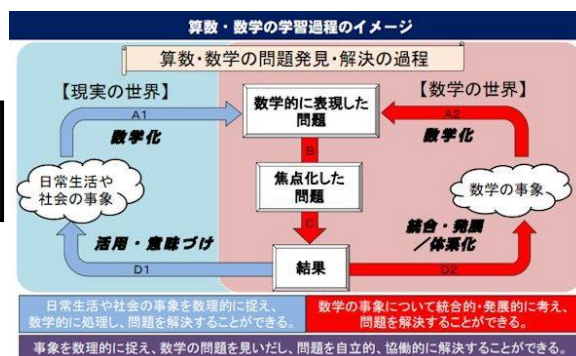 算数・数学の学習過程のイメージ
算数・数学の問題発見・解決の過程
【現実の世界】
【数学の世界】
A1
数学的に表現した
問題
A2
数学化
数学化
B
日常生活や
社会の事象
焦点化した
問題
数学の事象
C
活用・意味づけ
統合・発展
/体系化
D1
結果
D2
日常生活や社会の事象を数理的に捉え、
数学的に処理し、問題を解決することができる。
数学の事象について統合的・発展的に考え、
問題を解決することができる。
事象を数理的に捉え、数学の問題を見いだし、問題を自立的、協働的に解決することができる。